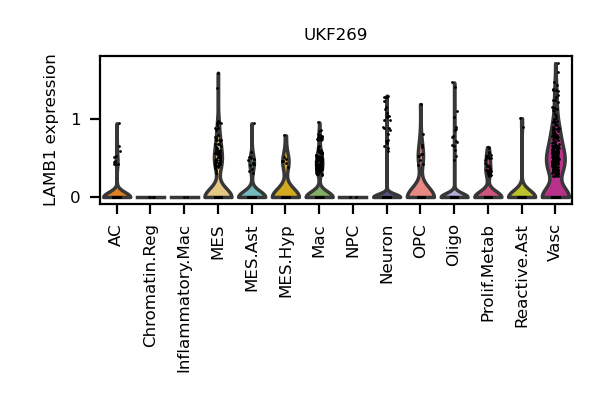 UKF269
LAMB1 expression
1
0
AC
Chromatin.Reg
Inflammatory.Mac
MES
MES.Ast
MES.Hyp
Mac
NPC
Neuron
OPC
Oligo
Prolif.Metab
Reactive.Ast
Vasc